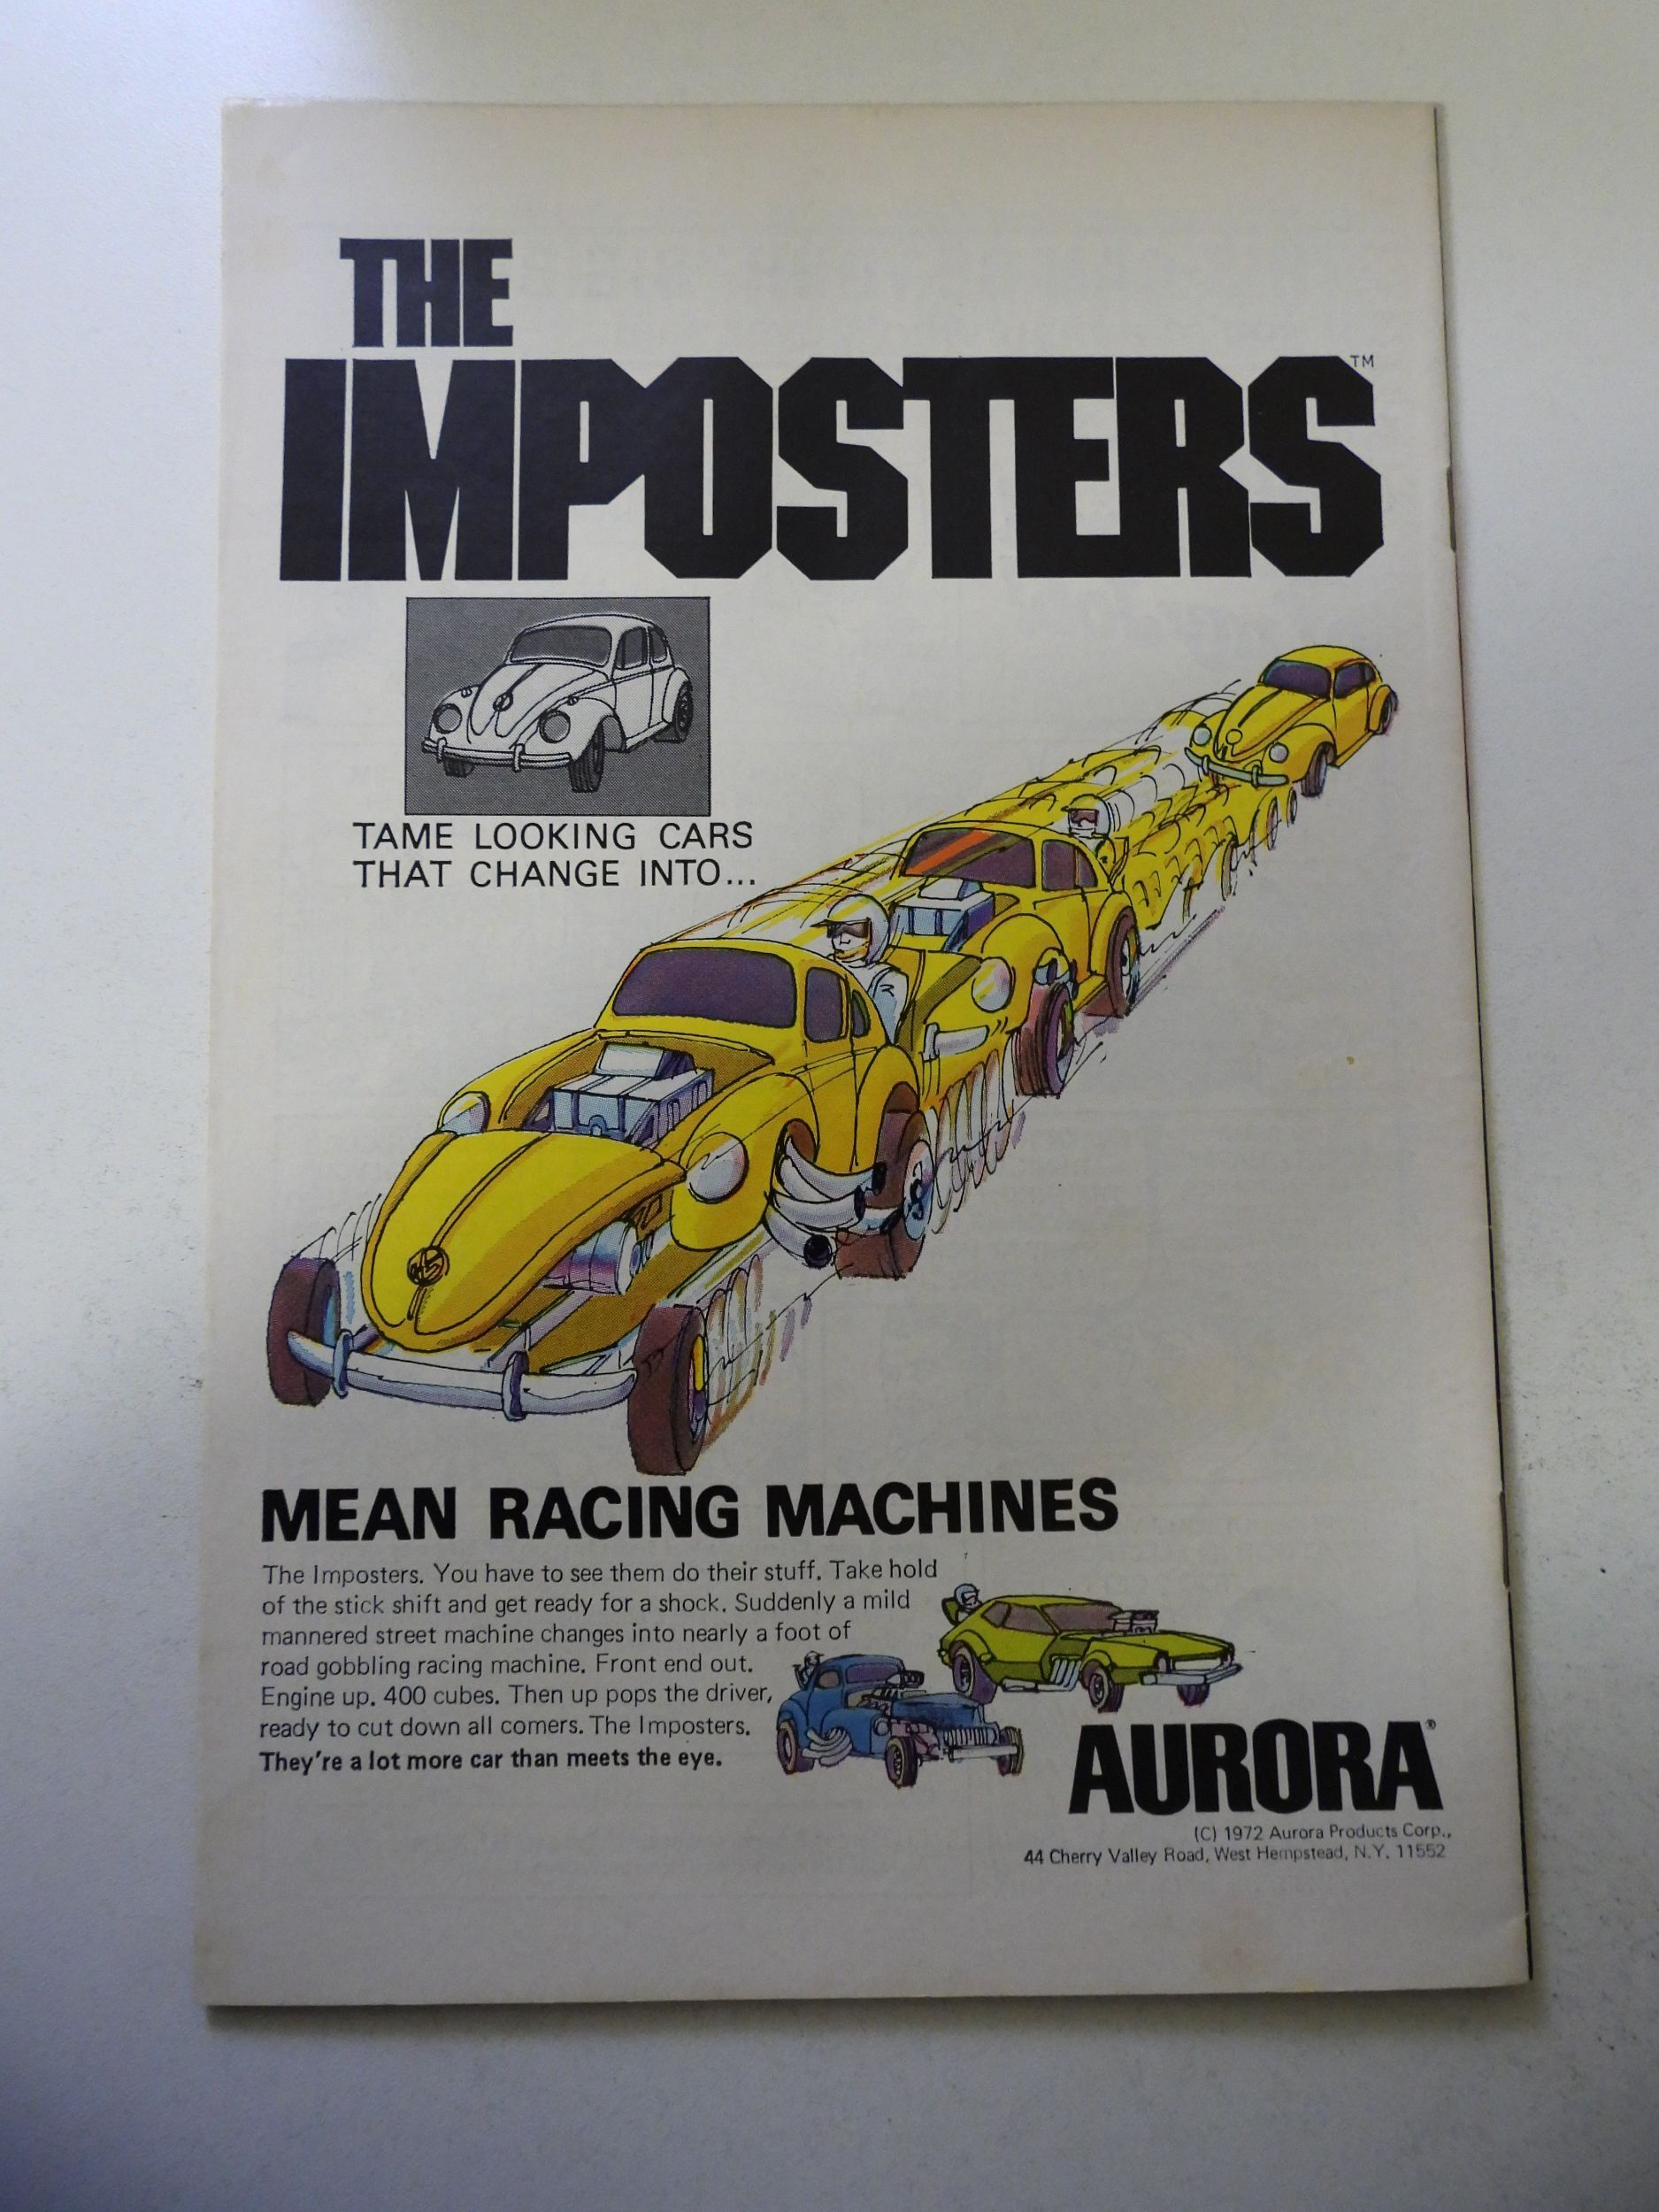 THE
IMPOSTERS™
TAME LOOKING CARS
THAT CHANGE INTO...
MEAN RACING MACHINES
The Imposters. You have to see them do their stuff. Take hold
of the stick shift and get ready for a shock. Suddenly a mild
mannered street machine changes into nearly a foot of
road gobbling racing machine. Front end out.
Engine up. 400 cubes. Then up pops the driver,
ready to cut down all comers. The Imposters.
They're a lot more car than meets the eye.
AURORA®
(C) 1972 Aurora Products Corp.,
44 Cherry Valley Road, West Hempstead, N.Y. 11552